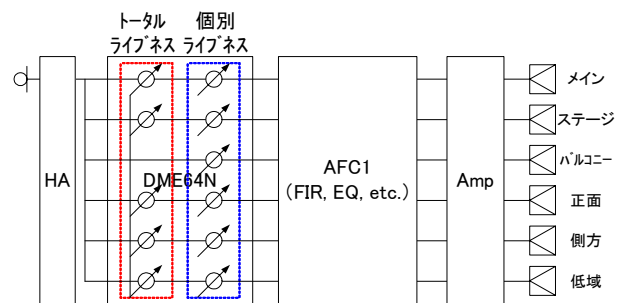 トータル
ライブネス
個別
ライブネス
HA
DME64N
AFC1
(FIR, EQ, etc.)
Amp
メイン
ステージ
バルコニー
正面
側方
低域